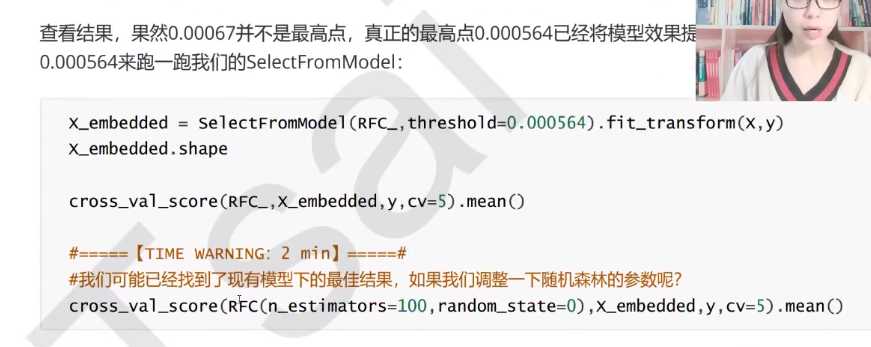 查看结果，果然0.00067并不是最高点，真正的最高点0.000564已经将模型效果提
0.000564来跑一跑我们的SelectFromModel：
X_embedded = SelectFromModel(RFC_,threshold=0.000564).fit_transform(X,y)
X_embedded.shape
cross_val_score(RFC_,X_embedded,y,cv=5).mean()
#=====【TIME WARNING: 2 min】=====#
#我们可能已经找到了现有模型下的最佳结果，如果我们调整一下随机森林的参数呢？
cross_val_score(RFC(n_estimators=100,random_state=0),X_embedded,y,cv=5).mean()
Tsai